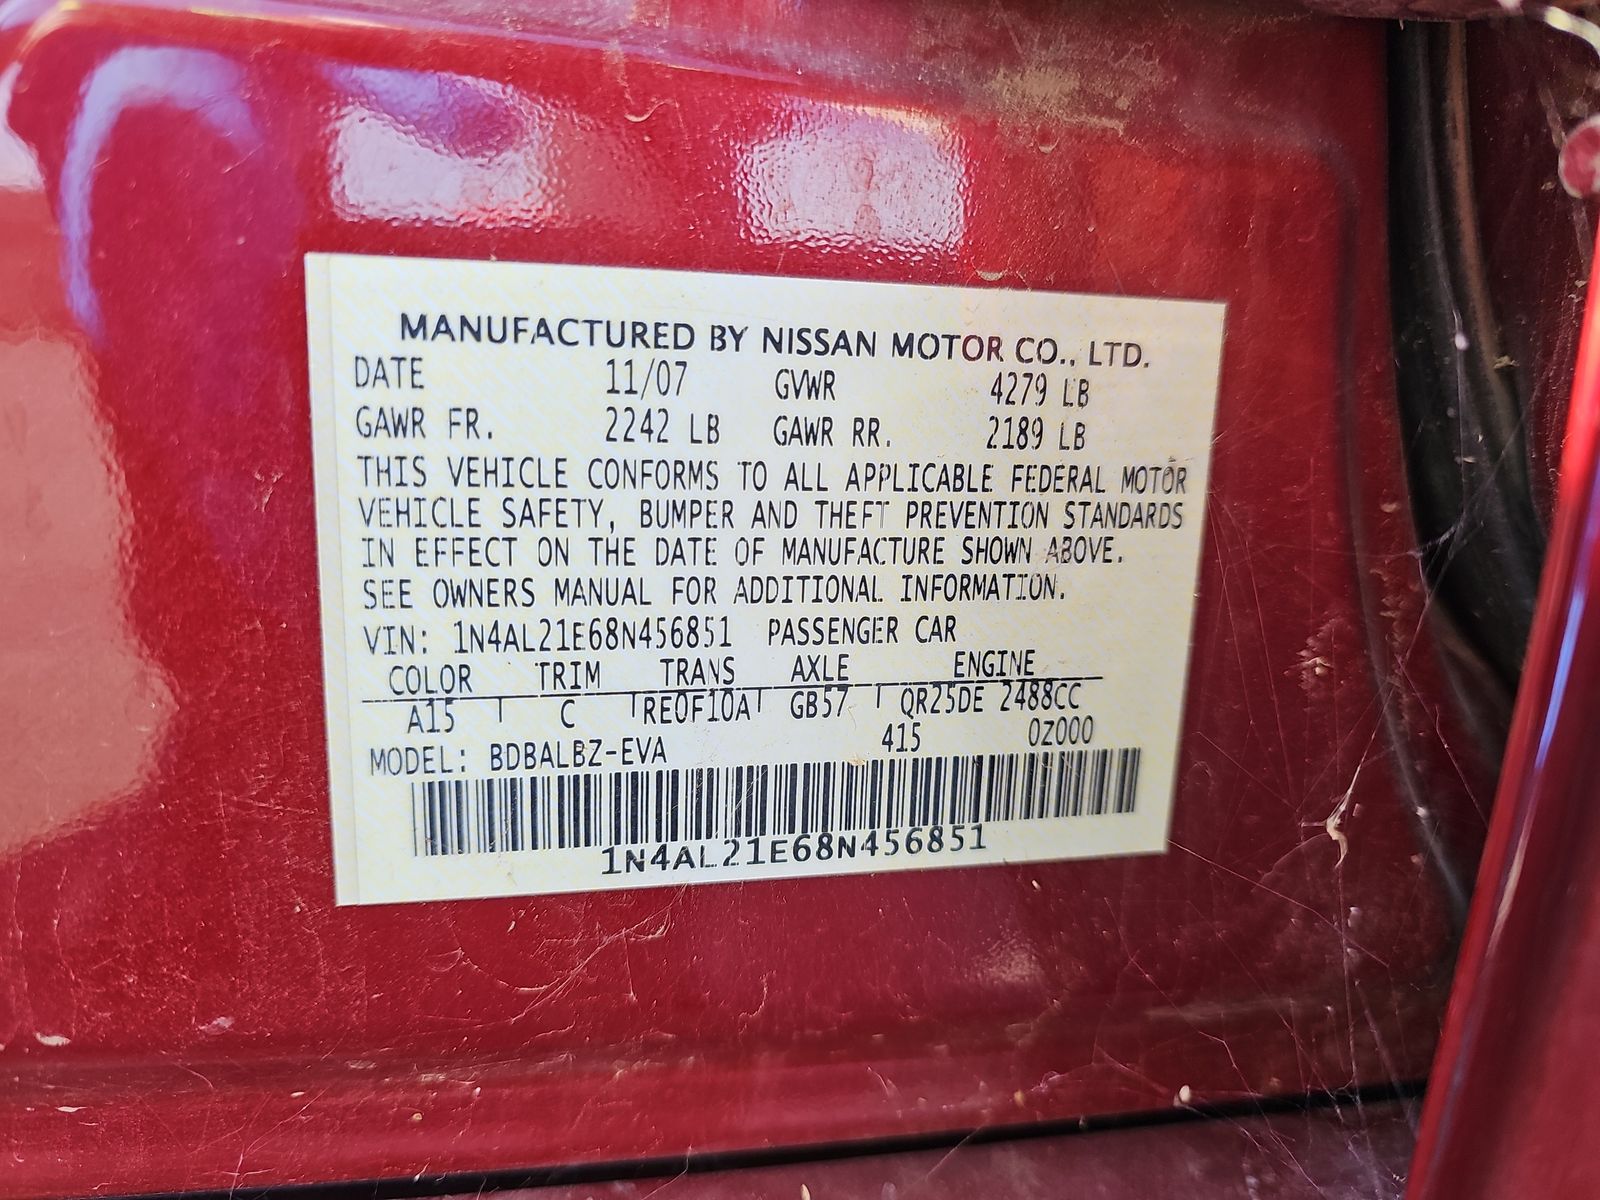 MANUFACTURED BY NISSAN MOTOR CO., LTD.
DATE 11/07 GVWR 4279 LB
GAWR FR. 2242 LB GAWR RR. 2189 LB
THIS VEHICLE CONFORMS TO ALL APPLICABLE FEDERAL MOTOR
VEHICLE SAFETY, BUMPER AND THEFT PREVENTION STANDARDS
IN EFFECT ON THE DATE OF MANUFACTURE SHOWN ABOVE.
SEE OWNERS MANUAL FOR ADDITIONAL INFORMATION.
VIN: 1N4AL21E68N456851 PASSENGER CAR
COLOR TRIM TRANS AXLE ENGINE
A15 C RE0F10A GB57 QR25DE 2488CC
415 0Z000
MODEL: BDBALBZ-EVA
1N4AL21E68N456851